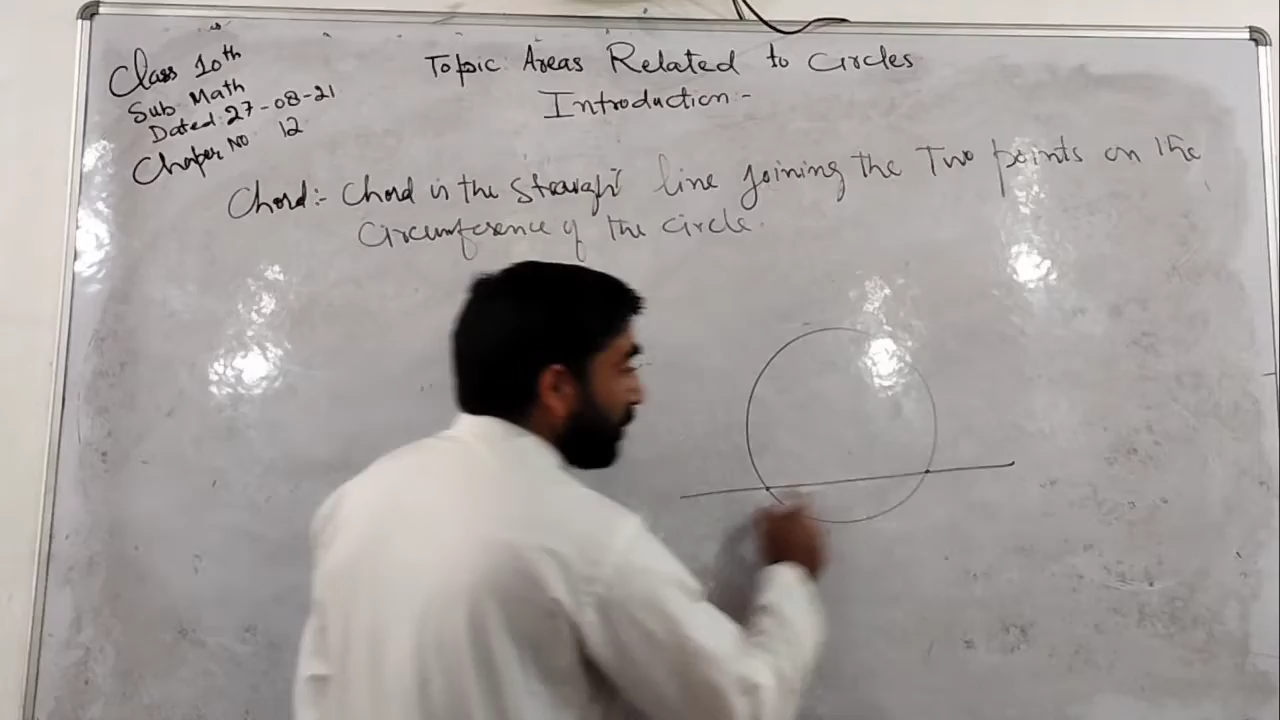 Class 10th
Sub Math
Dated: 27-08-21
Chapter No 12
Topic: Areas Related to Circles
Introduction:-
Chord:- Chord is the straight line joining the Two points on the
Circumference of the circle.